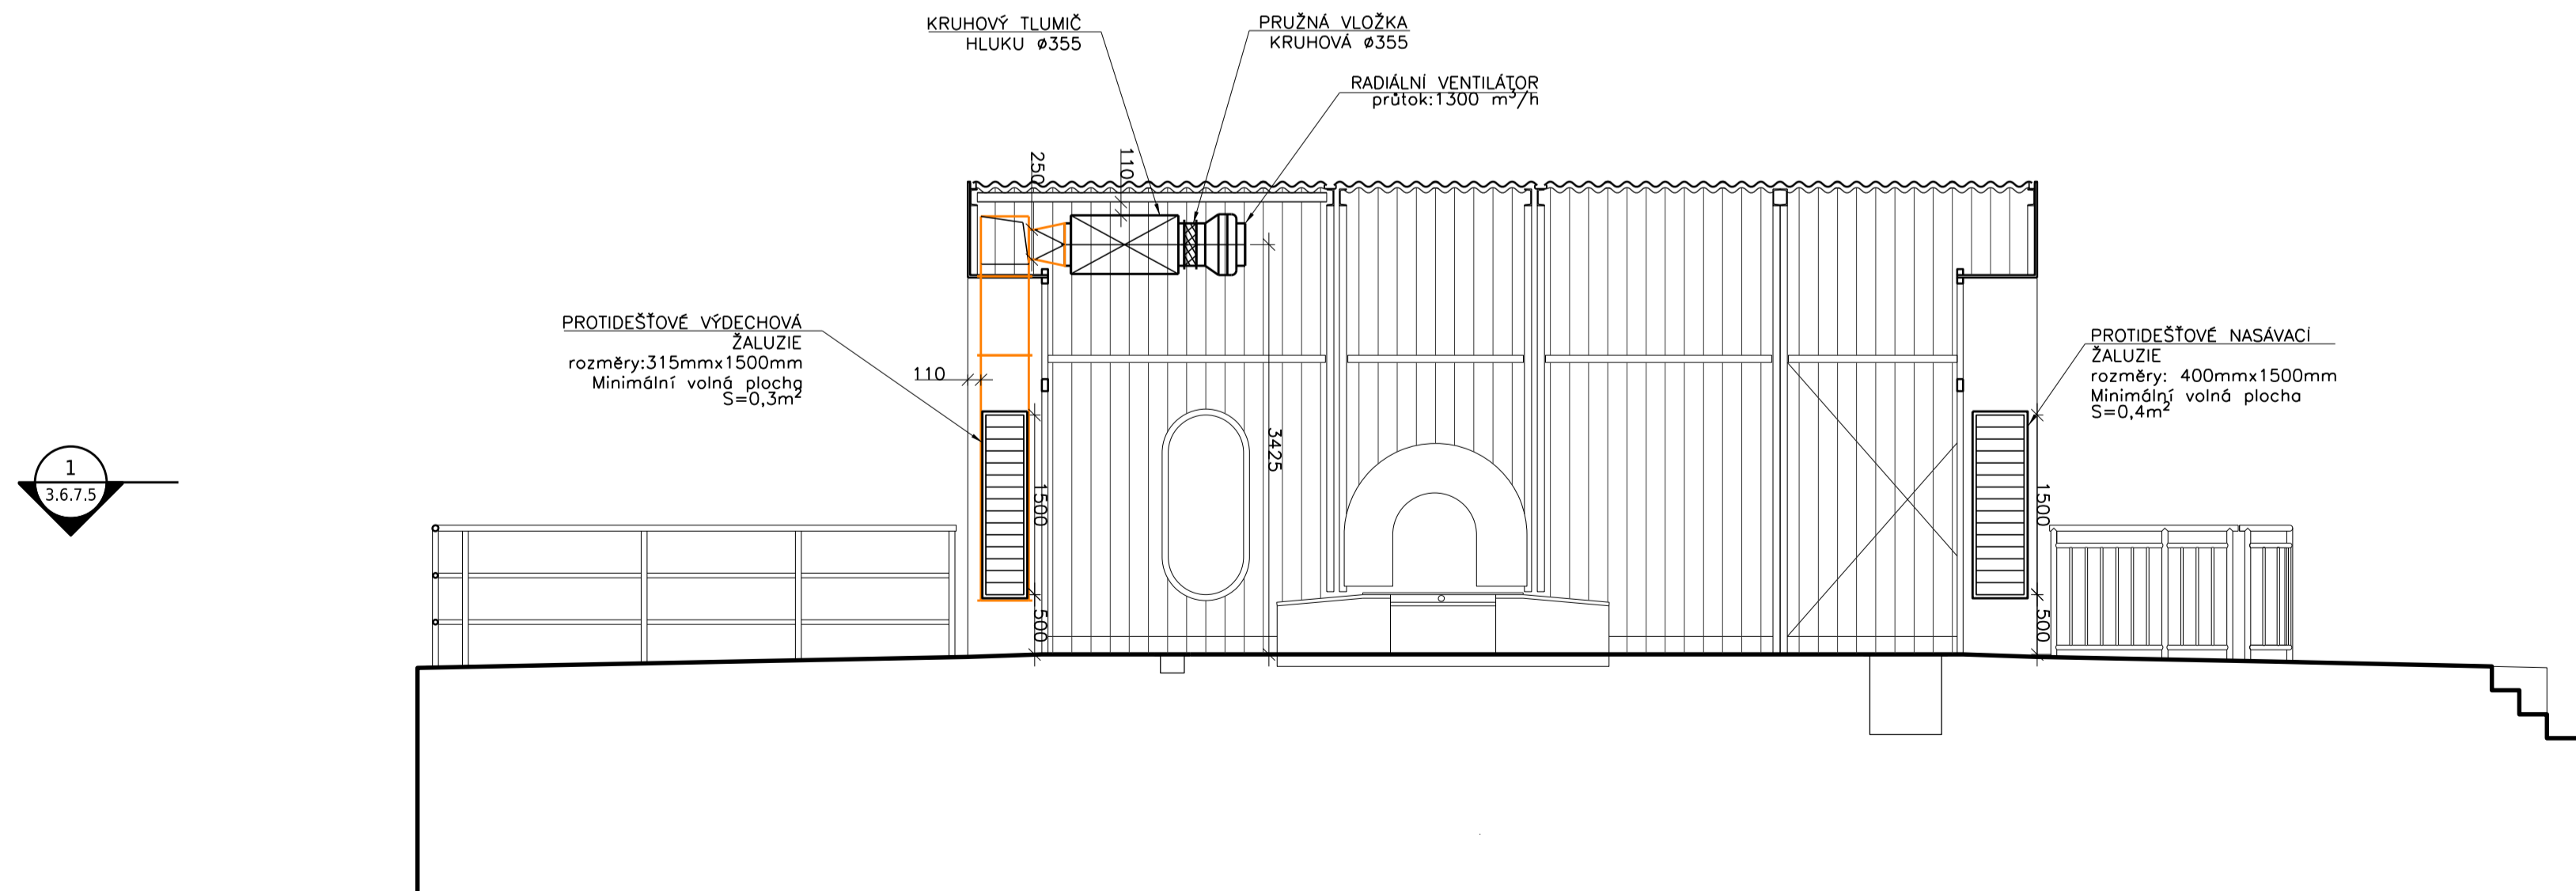 KRUHOVÝ TLUMIČ
HLUKU ø355
PRUŽNÁ VLOŽKA
KRUHOVÁ ø355
RADIÁLNÍ VENTILÁTOR
průtok:1300 m³/h
250
110
PROTIDEŠŤOVÉ VÝDECHOVÁ
ŽALUZIE
rozměry:315mmx1500mm
Minimální volná plocha
S=0,3m²
110
PROTIDEŠŤOVÉ NASÁVACÍ
ŽALUZIE
rozměry: 400mmx1500mm
Minimální volná plocha
S=0,4m²
3425
1
3.6.7.5
1500
1500
500
500